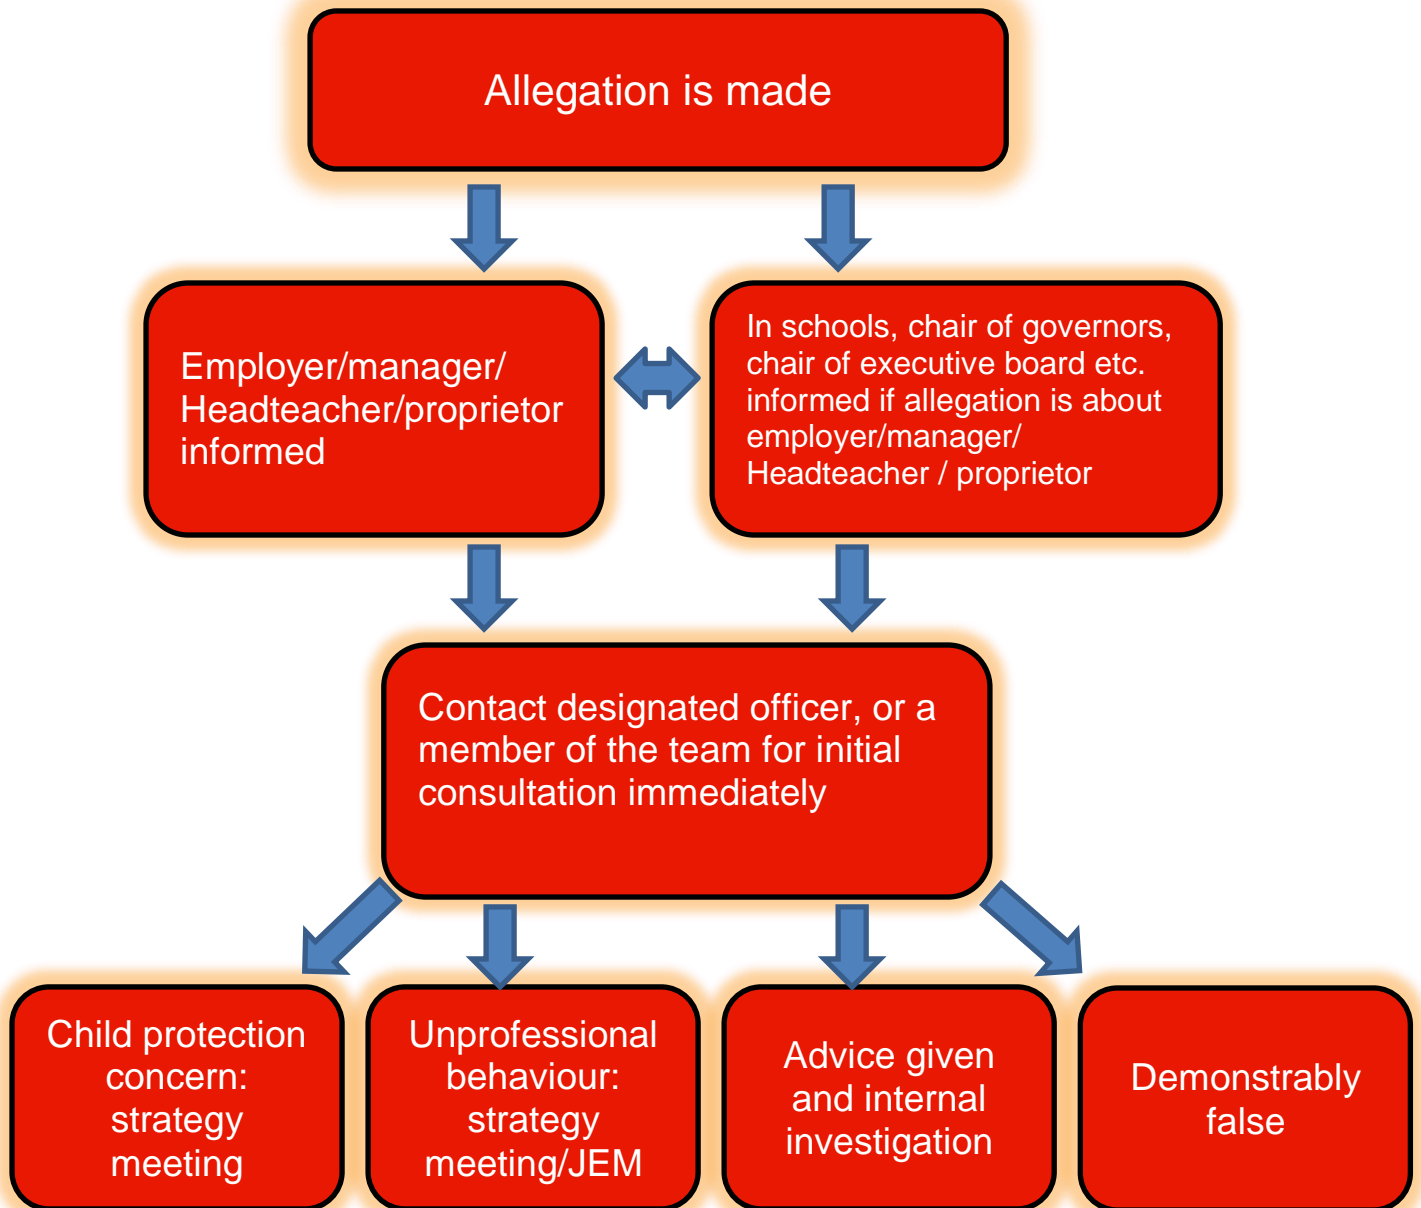 Allegation is made
Employer/manager/
Headteacher/proprietor
informed
In schools, chair of governors,
chair of executive board etc.
informed if allegation is about
employer/manager/
Headteacher / proprietor
Contact designated officer, or a
member of the team for initial
consultation immediately
Child protection
concern:
strategy
meeting
Unprofessional
behaviour:
strategy
meeting/JEM
Advice given
and internal
investigation
Demonstrably
false